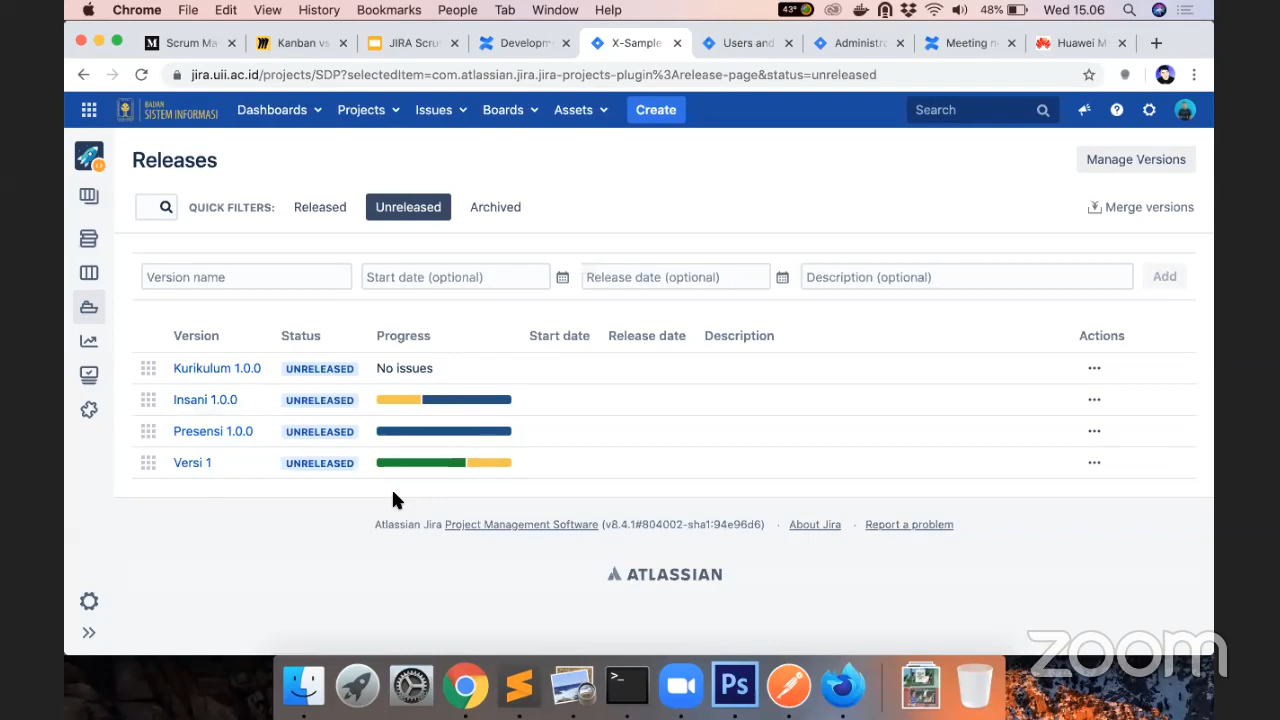 Chrome File Edit View History Bookmarks People Tab Window Help 43° 48% Wed 15.06
Scrum Ma Kanban vs JIRA Scru Developm X-Sample Users and Administra Meeting n Huawei M
jira.uii.ac.id/projects/SDP?selectedItem=com.atlassian.jira.jira-projects-plugin%3Arelease-page&status=unreleased
BADAN
SISTEM INFORMASI
Dashboards Projects Issues Boards Assets Create Search
Releases
Manage Versions
QUICK FILTERS: Released Unreleased Archived
Merge versions
Version name Start date (optional) Release date (optional) Description (optional) Add
Version Status Progress Start date Release date Description Actions
Kurikulum 1.0.0 UNRELEASED No issues
Insani 1.0.0 UNRELEASED
Presensi 1.0.0 UNRELEASED
Versi 1 UNRELEASED
Atlassian Jira Project Management Software (v8.4.1#804002-sha1:94e96d6) · About Jira · Report a problem
ATLASSIAN
zoom
Ps